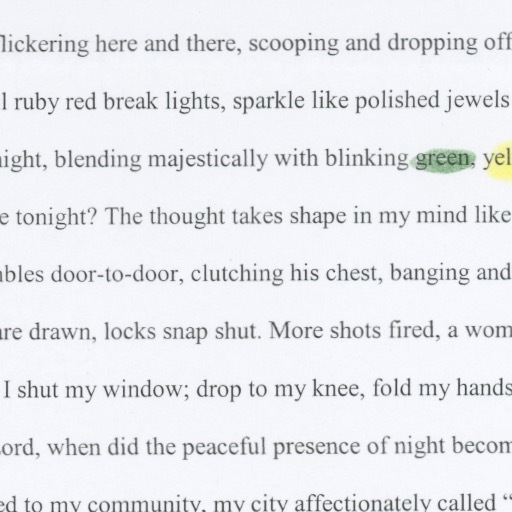 flickering here and there, scooping and dropping off
l ruby red break lights, sparkle like polished jewels
night, blending majestically with blinking green, yel
e tonight? The thought takes shape in my mind like
bles door-to-door, clutching his chest, banging and
are drawn, locks snap shut. More shots fired, a wom
I shut my window; drop to my knee, fold my hands
ord, when did the peaceful presence of night becom
ed to my community, my city affectionately called “